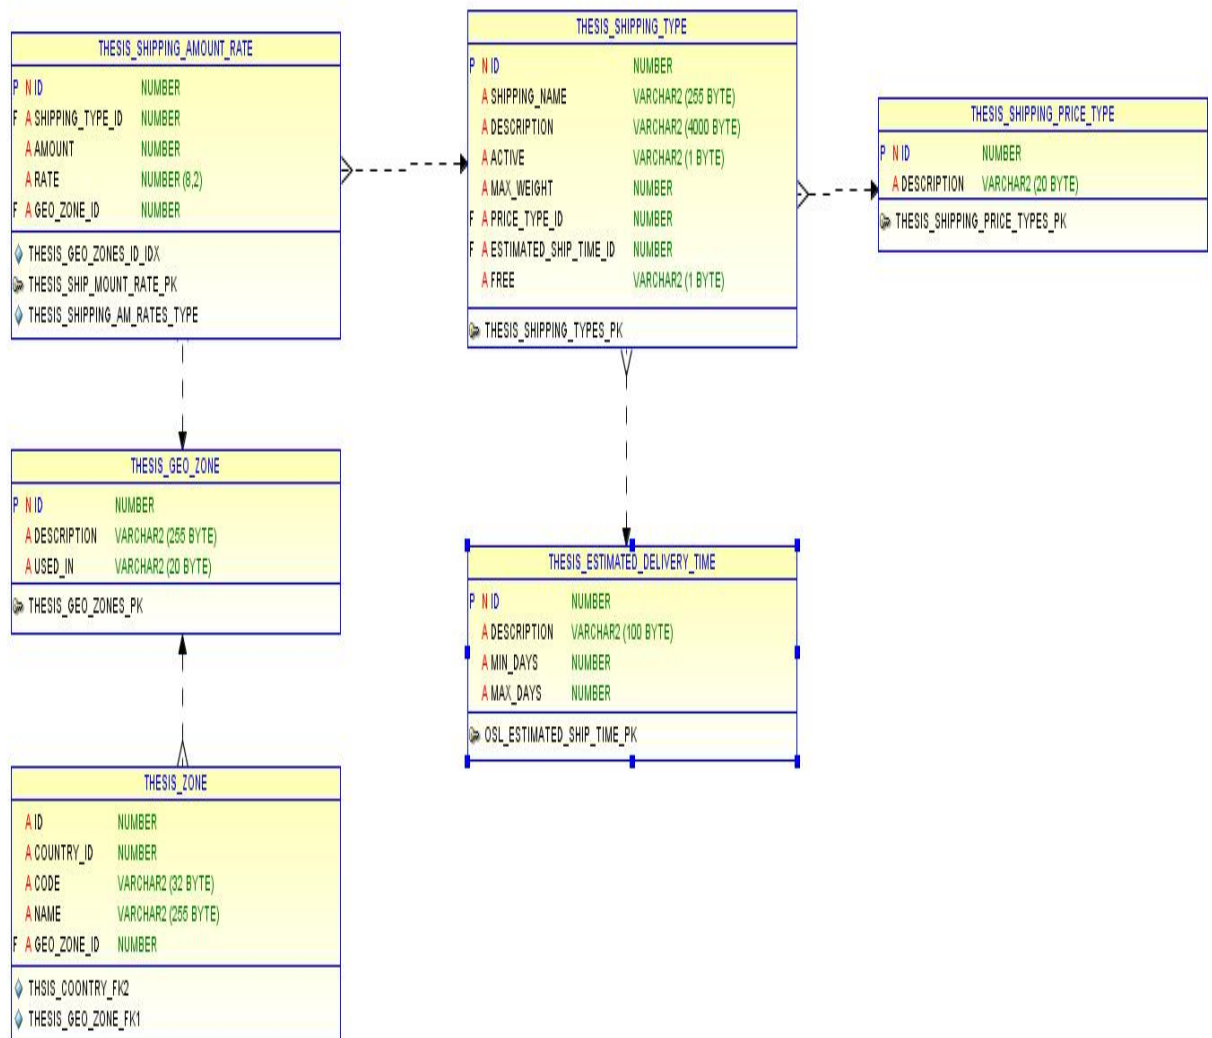 THESIS_SHIPPING_AMOUNT_RATE
P N ID NUMBER
F A SHIPPING_TYPE_ID NUMBER
A AMOUNT NUMBER
A RATE NUMBER (8,2)
F A GEO_ZONE_ID NUMBER
THESIS_GEO_ZONES_ID_IDX
THESIS_SHIP_MOUNT_RATE_PK
THESIS_SHIPPING_AM_RATES_TYPE
THESIS_SHIPPING_TYPE
P N ID NUMBER
A SHIPPING_NAME VARCHAR2 (255 BYTE)
A DESCRIPTION VARCHAR2 (4000 BYTE)
A ACTIVE VARCHAR2 (1 BYTE)
A MAX_WEIGHT NUMBER
F A PRICE_TYPE_ID NUMBER
F A ESTIMATED_SHIP_TIME_ID NUMBER
A FREE VARCHAR2 (1 BYTE)
THESIS_SHIPPING_TYPES_PK
THESIS_SHIPPING_PRICE_TYPE
P N ID NUMBER
A DESCRIPTION VARCHAR2 (20 BYTE)
THESIS_SHIPPING_PRICE_TYPES_PK
THESIS_GEO_ZONE
P N ID NUMBER
A DESCRIPTION VARCHAR2 (255 BYTE)
A USED_IN VARCHAR2 (20 BYTE)
THESIS_GEO_ZONES_PK
THESIS_ESTIMATED_DELIVERY_TIME
P N ID NUMBER
A DESCRIPTION VARCHAR2 (100 BYTE)
A MIN_DAYS NUMBER
A MAX_DAYS NUMBER
OSL_ESTIMATED_SHIP_TIME_PK
THESIS_ZONE
A ID NUMBER
A COUNTRY_ID NUMBER
A CODE VARCHAR2 (32 BYTE)
A NAME VARCHAR2 (255 BYTE)
F A GEO_ZONE_ID NUMBER
THSIS_COONTRY_FK2
THESIS_GEO_ZONE_FK1